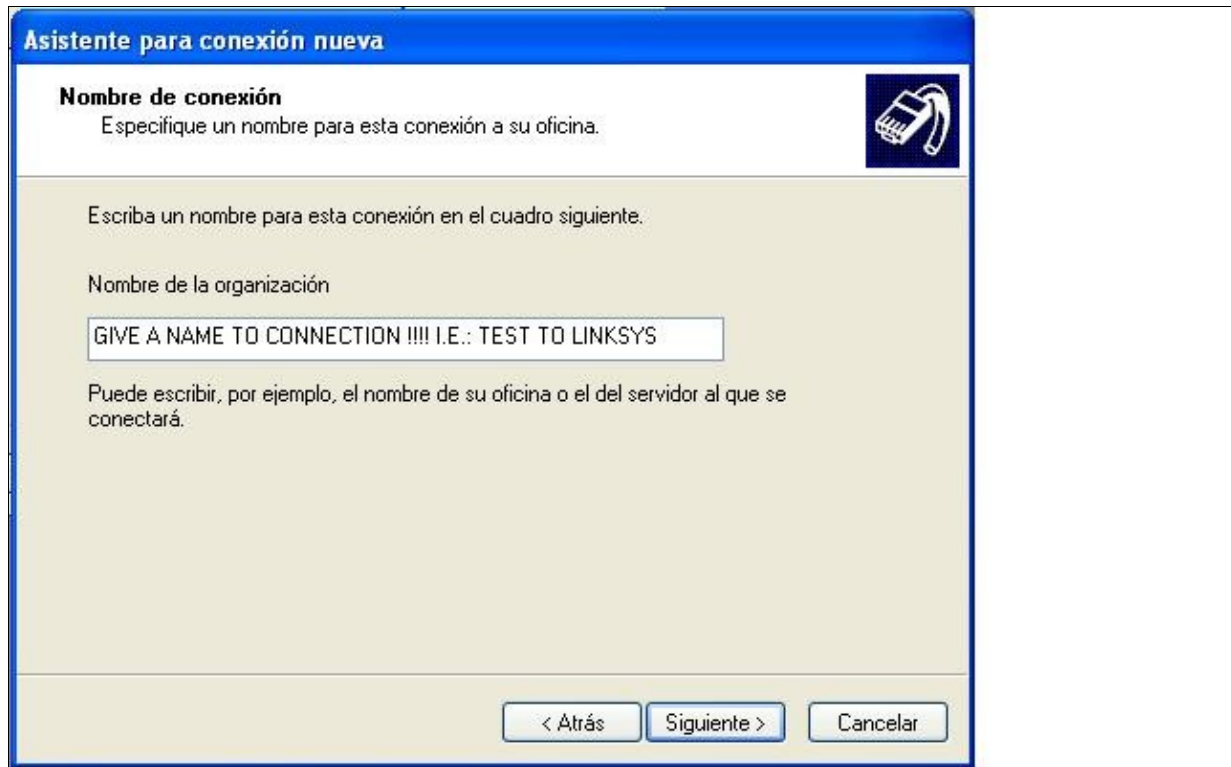 Asistente para conexión nueva
Nombre de conexión
Especifique un nombre para esta conexión a su oficina.
Escriba un nombre para esta conexión en el cuadro siguiente.
Nombre de la organización
GIVE A NAME TO CONNECTION !!!! I.E.: TEST TO LINKSYS
Puede escribir, por ejemplo, el nombre de su oficina o el del servidor al que se
conectará.
< Atrás Siguiente > Cancelar